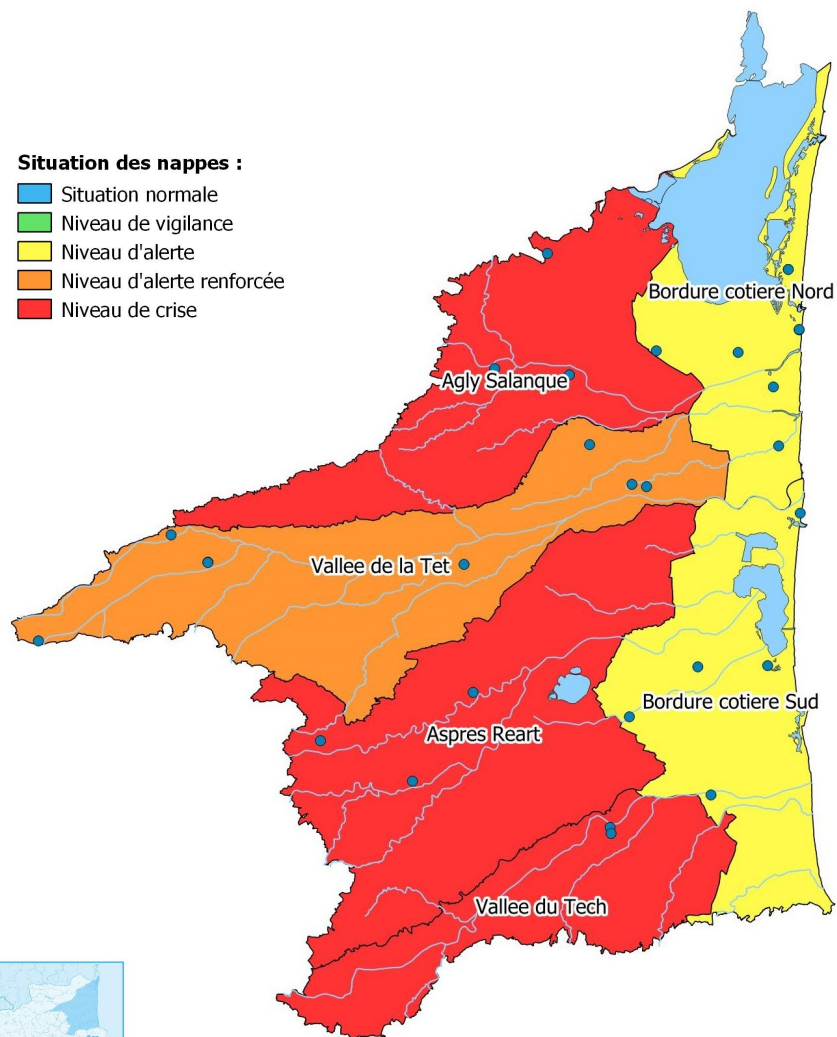 Situation des nappes :
Situation normale
Niveau de vigilance
Niveau d'alerte
Niveau d'alerte renforcée
Niveau de crise
Bordure cotiere Nord
Agly Salanque
Vallee de la Tet
Bordure cotiere Sud
Aspres Reart
Vallee du Tech